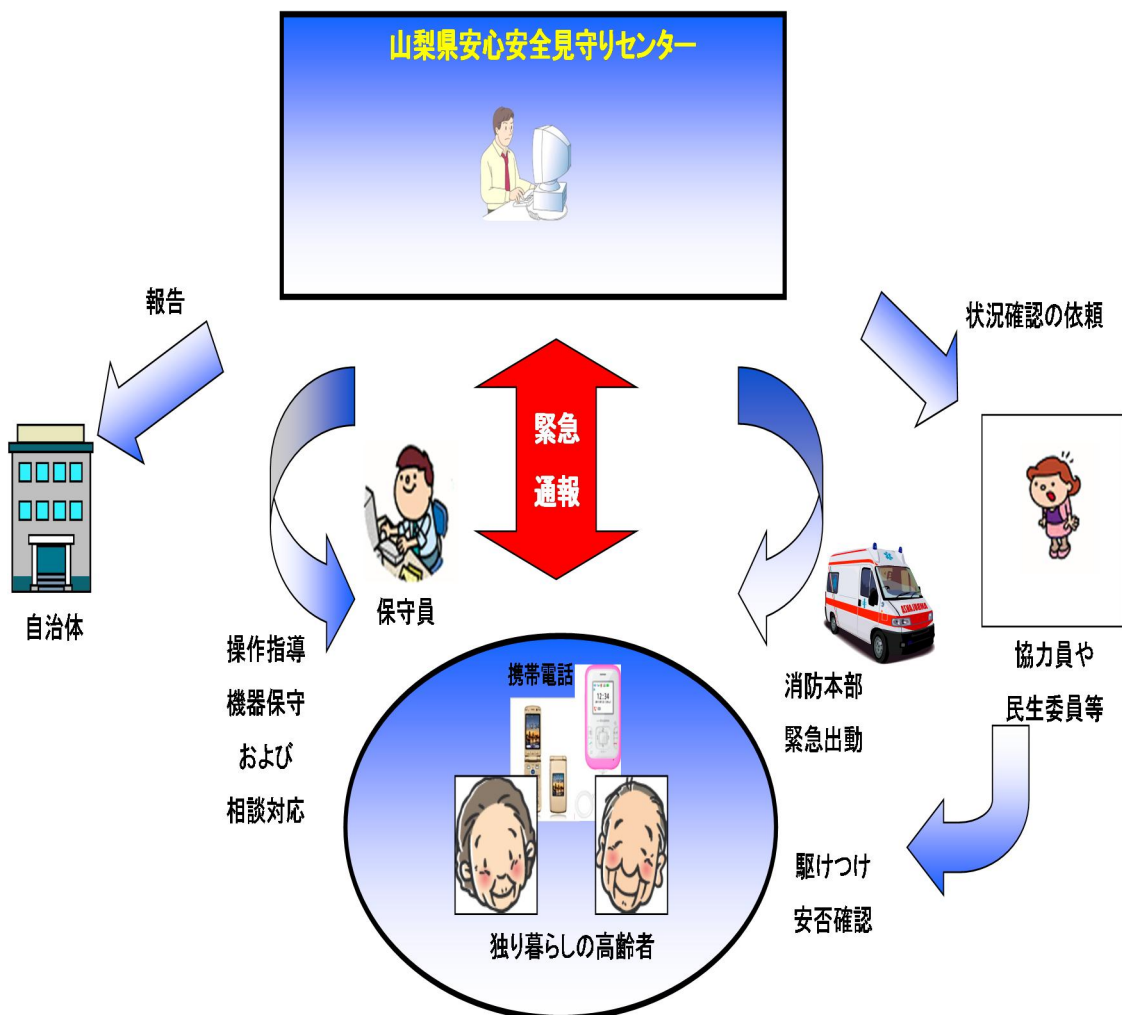 山梨県安心安全見守りセンター
報告
状況確認の依頼
緊急
通報
自治体
保守員
操作指導
機器保守
および
相談対応
携帯電話
12:34
AMBULANCE
消防本部
緊急出動
協力員や
民生委員等
駆けつけ
安否確認
独り暮らしの高齢者